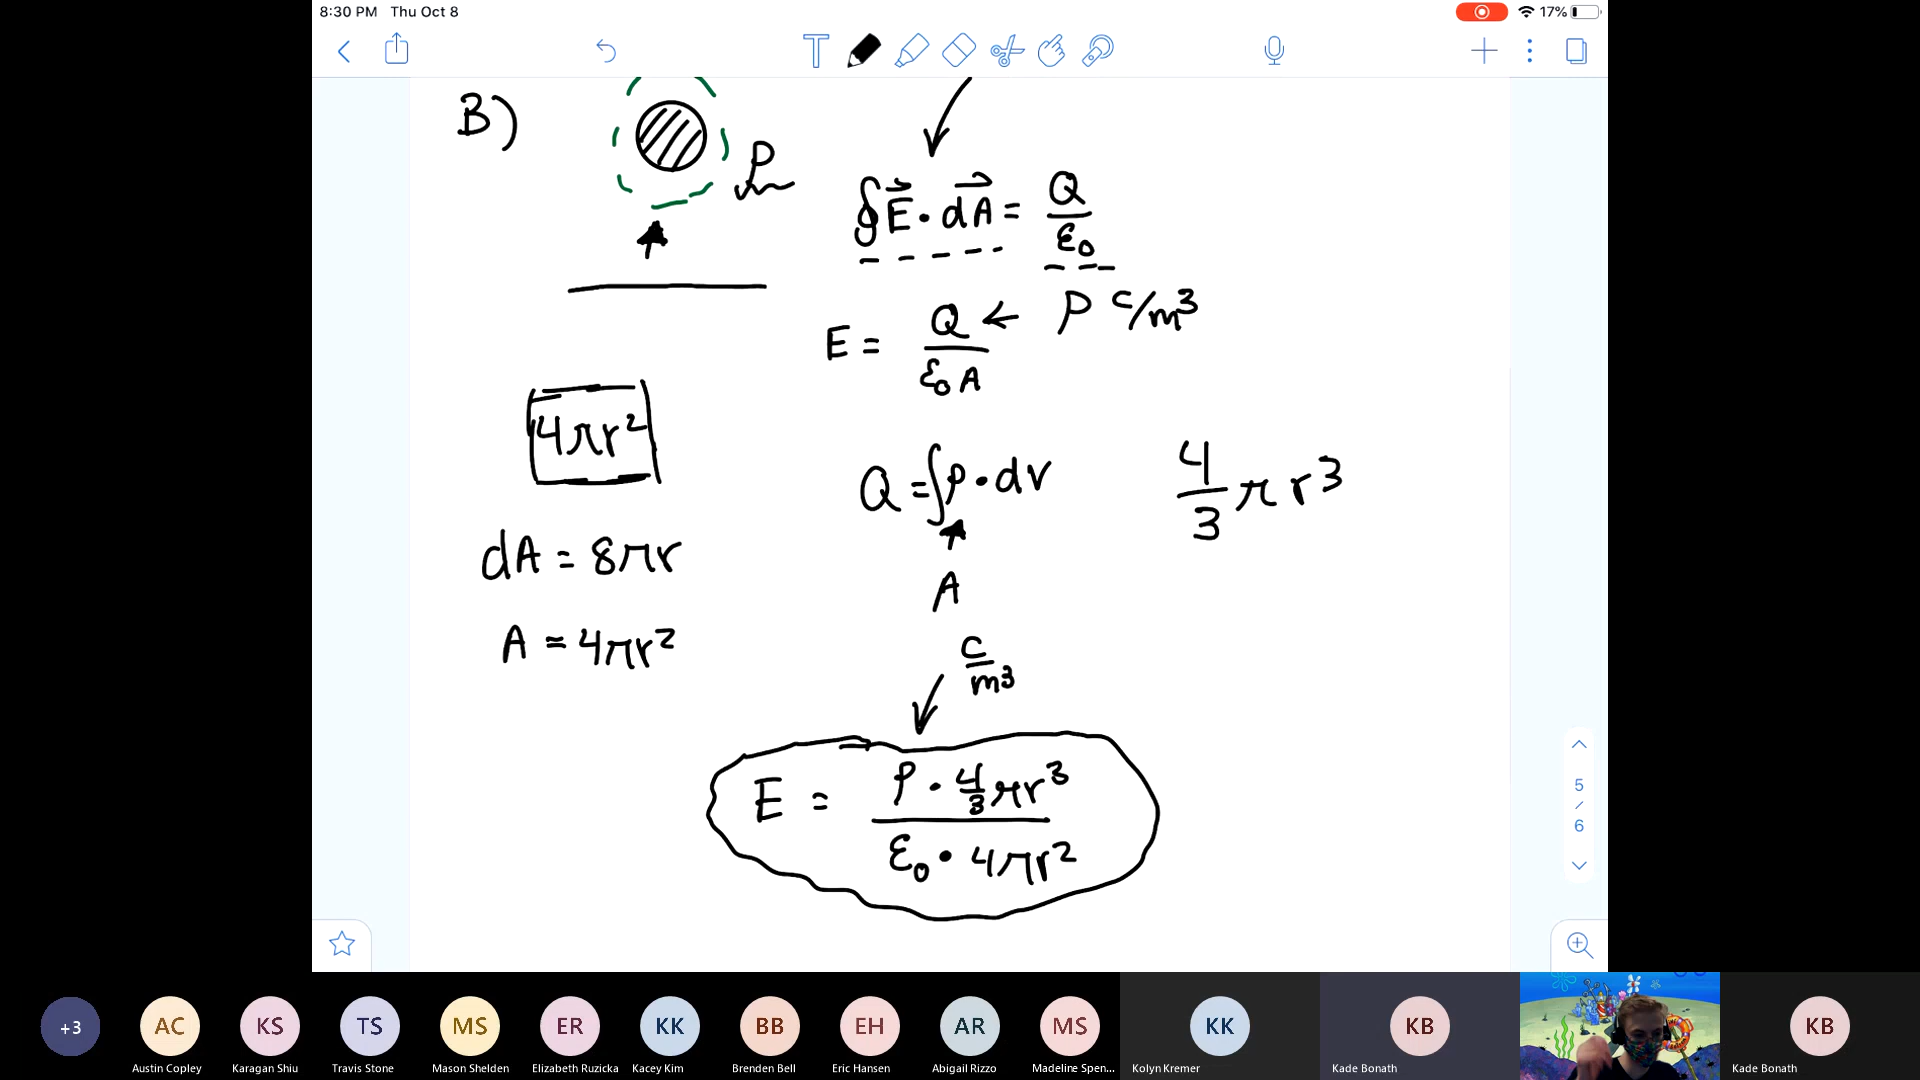 8:30 PM Thu Oct 8
17%
B)
ρ
∮E⃗ · dA⃗ = Q/ε₀
E = Q/ε₀A ← ρ C/m³
4πr²
Q = ∫ρ · dV
4/3 πr³
dA = 8πr
A
A = 4πr²
C/m³
E = ρ · 4/3 πr³ / ε₀ · 4πr²
5
/
6
+3
AC
KS
TS
MS
ER
KK
BB
EH
AR
MS
KK
KB
KB
Austin Copley
Karagan Shiu
Travis Stone
Mason Shelden
Elizabeth Ruzicka
Kacey Kim
Brenden Bell
Eric Hansen
Abigail Rizzo
Madeline Spen...
Kolyn Kremer
Kade Bonath
Kade Bonath